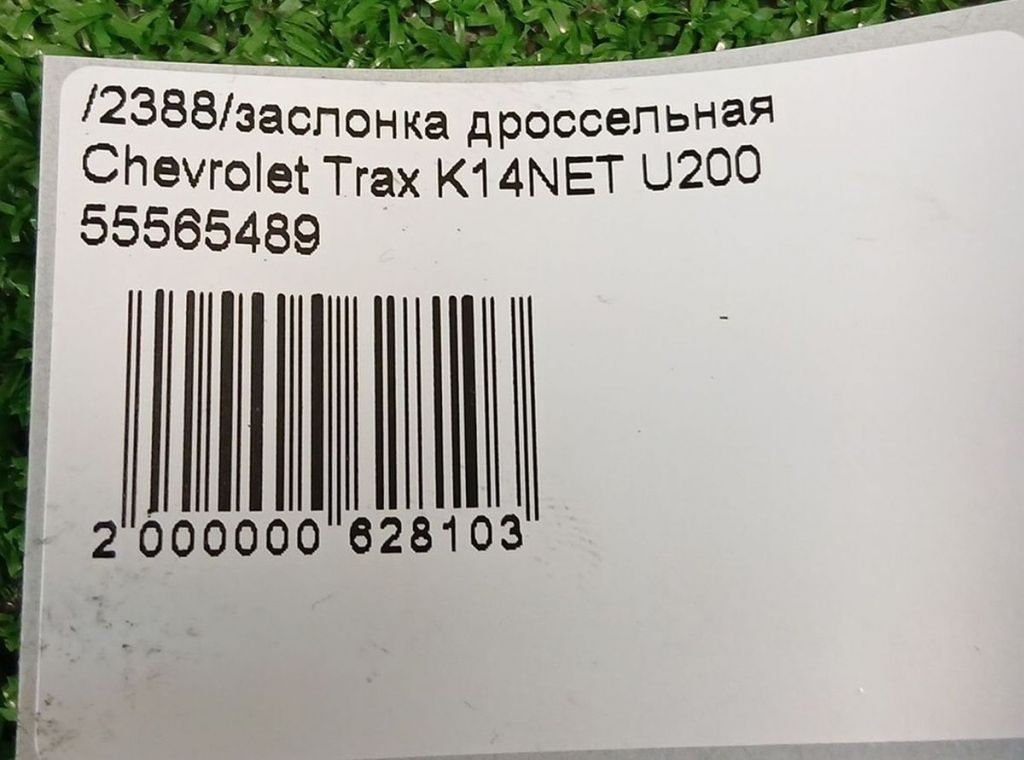 /2388/заслонка дроссельная
Chevrolet Trax K14NET U200
55565489
2 000000 628103